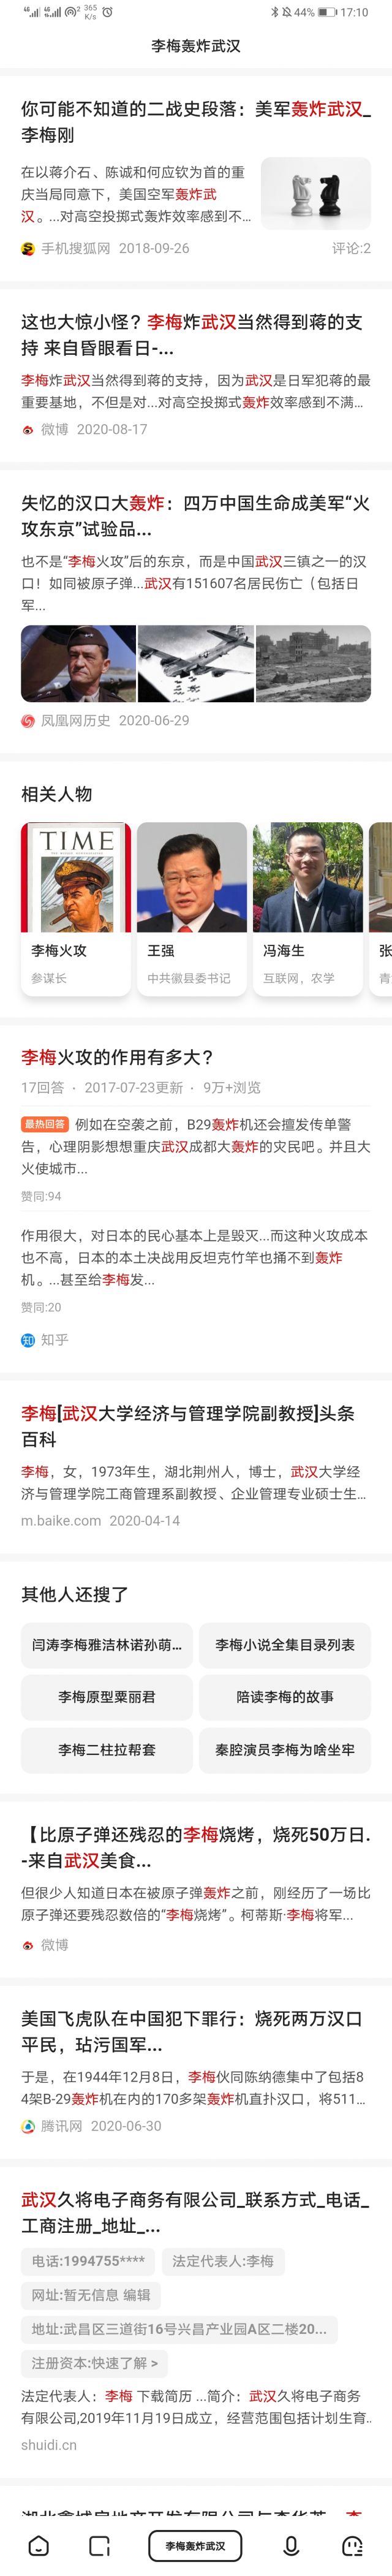 365
K/s
44%
17:10
李梅轰炸武汉
你可能不知道的二战史段落：美军轰炸武汉_
李梅刚
在以蒋介石、陈诚和何应钦为首的重
庆当局同意下，美国空军轰炸武
汉。...对高空投掷式轰炸效率感到不...
手机搜狐网 2018-09-26
评论:2
这也大惊小怪？李梅炸武汉当然得到蒋的支
持 来自昏眼看日-...
李梅炸武汉当然得到蒋的支持，因为武汉是日军犯蒋的最
重要基地，不但是对...对高空投掷式轰炸效率感到不满...
微博 2020-08-17
失忆的汉口大轰炸：四万中国生命成美军“火
攻东京”试验品...
也不是“李梅火攻”后的东京，而是中国武汉三镇之一的汉
口！如同被原子弹...武汉有151607名居民伤亡（包括日
军...
凤凰网历史 2020-06-29
相关人物
TIME
李梅火攻
参谋长
王强
中共徽县委书记
冯海生
互联网，农学
张
青
李梅火攻的作用有多大？
17回答 · 2017-07-23更新 · 9万+浏览
最热回答 例如在空袭之前，B29轰炸机还会擅发传单警
告，心理阴影想想重庆武汉成都大轰炸的灾民吧。并且大
火使城市...
赞同:94
作用很大，对日本的民心基本上是毁灭...而这种火攻成本
也不高，日本的本土决战用反坦克竹竿也捅不到轰炸
机。...甚至给李梅发...
赞同:20
知 知乎
李梅[武汉大学经济与管理学院副教授]头条
百科
李梅，女，1973年生，湖北荆州人，博士，武汉大学经
济与管理学院工商管理系副教授、企业管理专业硕士生...
m.baike.com 2020-04-14
其他人还搜了
闫涛李梅雅洁林诺孙萌...
李梅小说全集目录列表
李梅原型粟丽君
陪读李梅的故事
李梅二柱拉帮套
秦腔演员李梅为啥坐牢
【比原子弹还残忍的李梅烧烤，烧死50万日.
-来自武汉美食...
但很少人知道日本在被原子弹轰炸之前，刚经历了一场比
原子弹还要残忍数倍的“李梅烧烤”。柯蒂斯·李梅将军...
微博
美国飞虎队在中国犯下罪行：烧死两万汉口
平民，玷污国军...
于是，在1944年12月8日，李梅伙同陈纳德集中了包括8
4架B-29轰炸机在内的170多架轰炸机直扑汉口，将511...
腾讯网 2020-06-30
武汉久将电子商务有限公司_联系方式_电话_
工商注册_地址_...
电话:1994755****
法定代表人:李梅
网址:暂无信息 编辑
地址:武昌区三道街16号兴昌产业园A区二楼20...
注册资本:快速了解 >
法定代表人：李梅 下载简历 ...简介：武汉久将电子商务
有限公司,2019年11月19日成立，经营范围包括计划生育..
shuidi.cn
李梅轰炸武汉